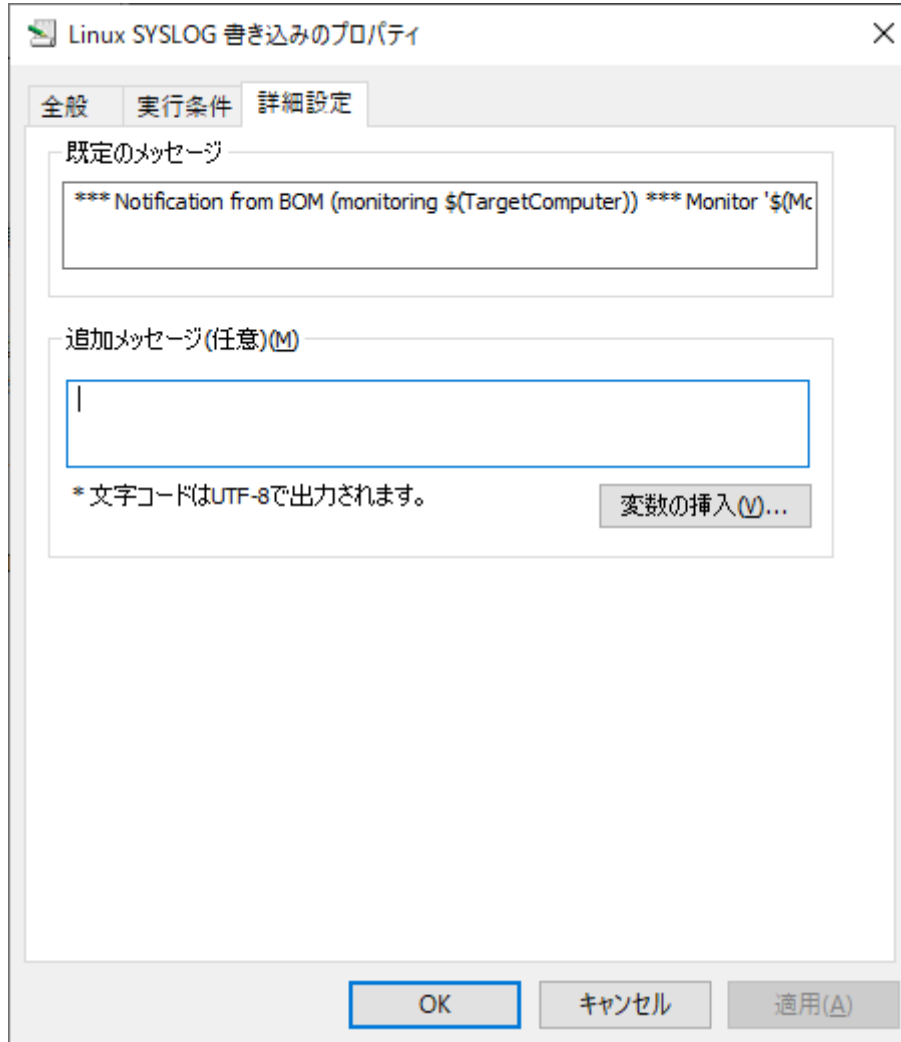 Linux SYSLOG 書き込みのプロパティ
全般 実行条件 詳細設定
既定のメッセージ
*** Notification from BOM (monitoring $(TargetComputer)) *** Monitor '$(Mo
追加メッセージ(任意)(M)
* 文字コードはUTF-8で出力されます。
変数の挿入(V)...
OK キャンセル 適用(A)